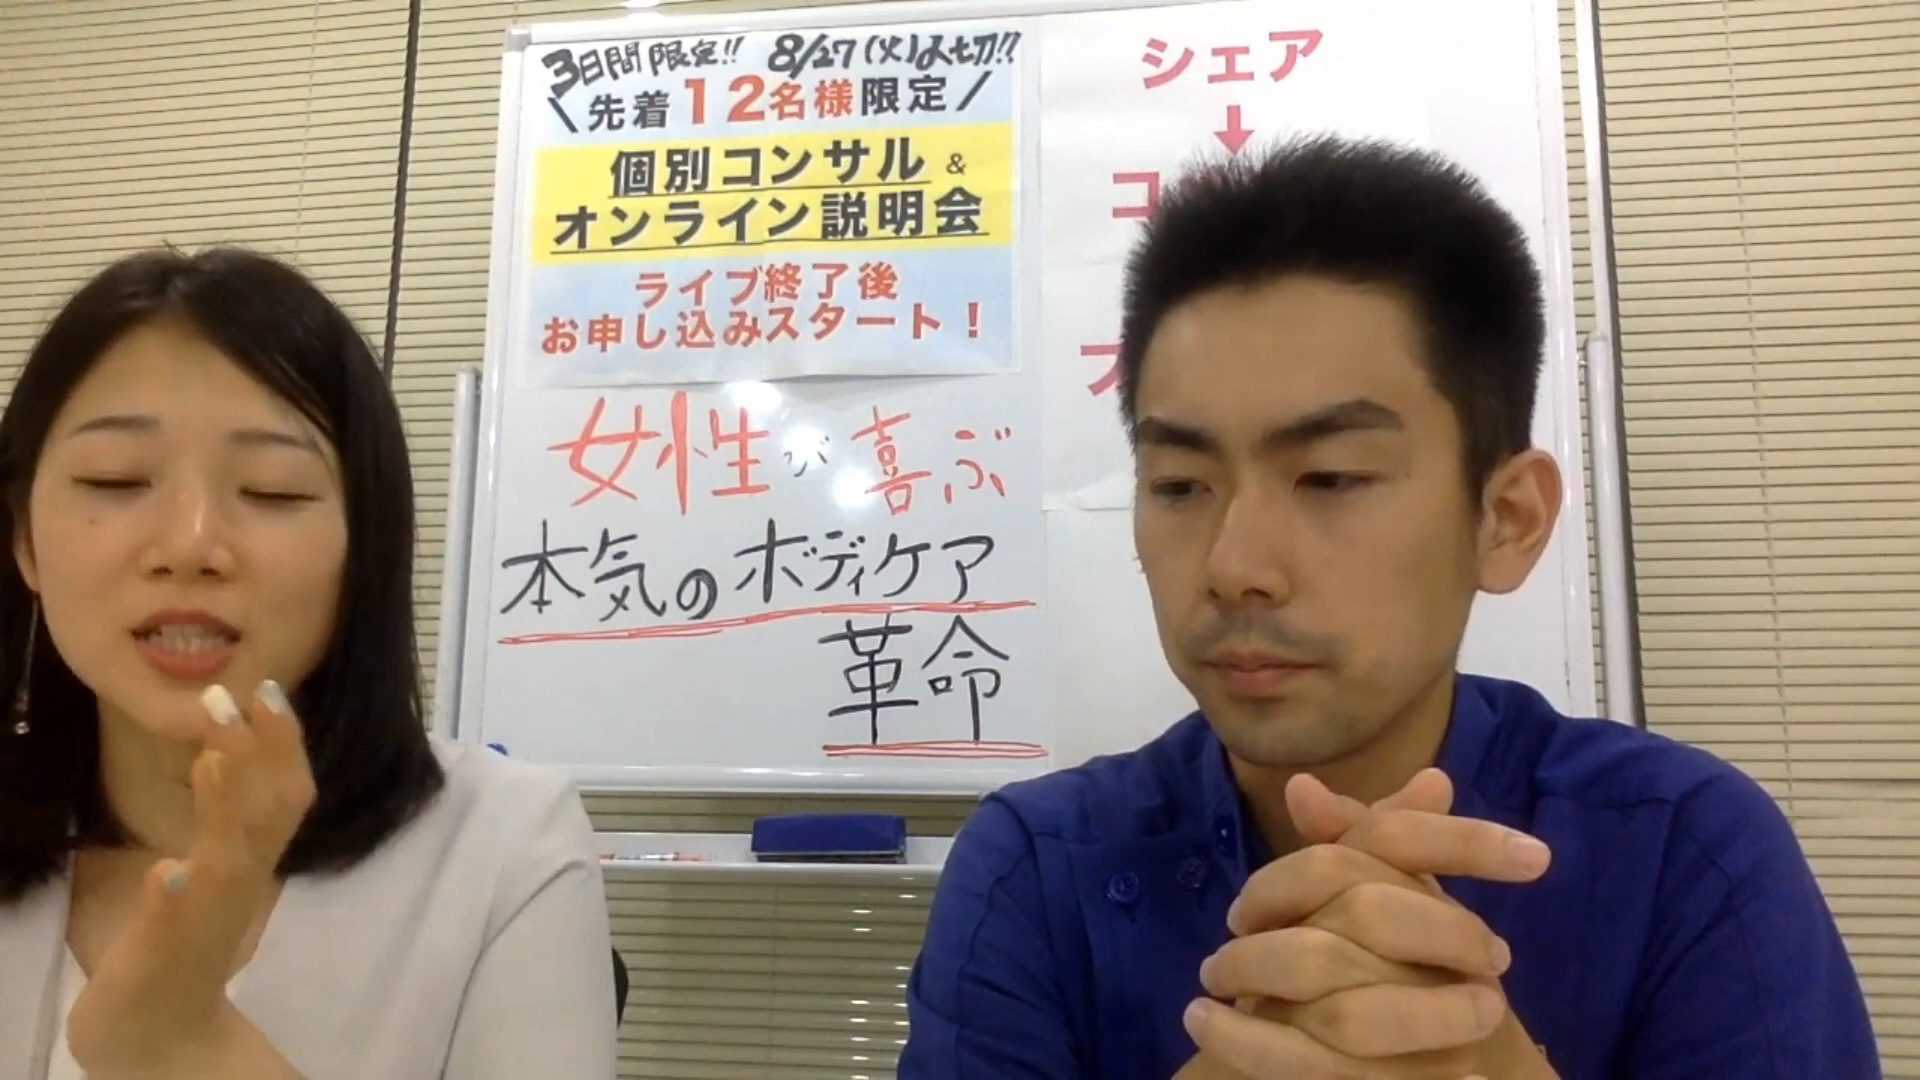 3日間限定!! 8/27(火)〆切!!
\先着12名様限定/
個別コンサル&
オンライン説明会
ライブ終了後
お申し込みスタート!
女性が喜ぶ
本気のボディケア
革命
シェア
↓
コ